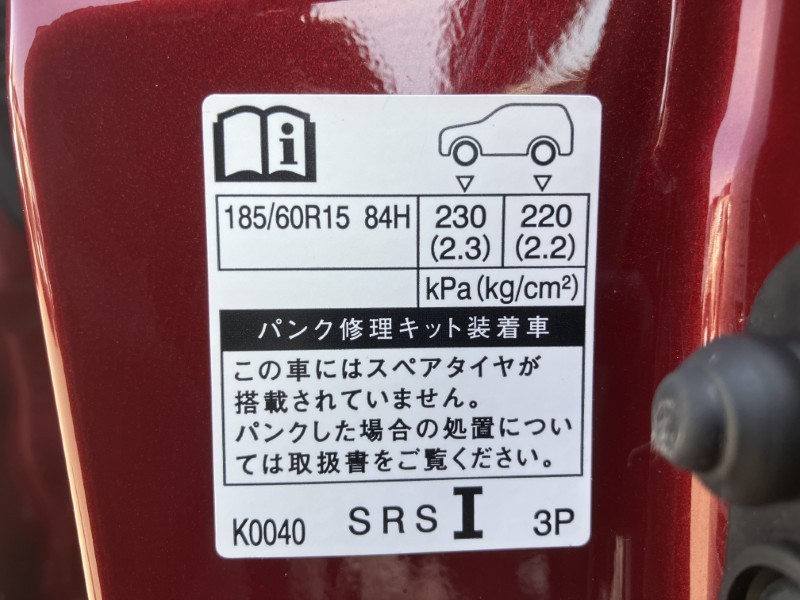 i
185/60R15 84H 230 220
(2.3) (2.2)
kPa(kg/cm²)
パンク修理キット装着車
この車にはスペアタイヤが
搭載されていません。
パンクした場合の処置につい
ては取扱書をご覧ください。
K0040 SRS I 3P